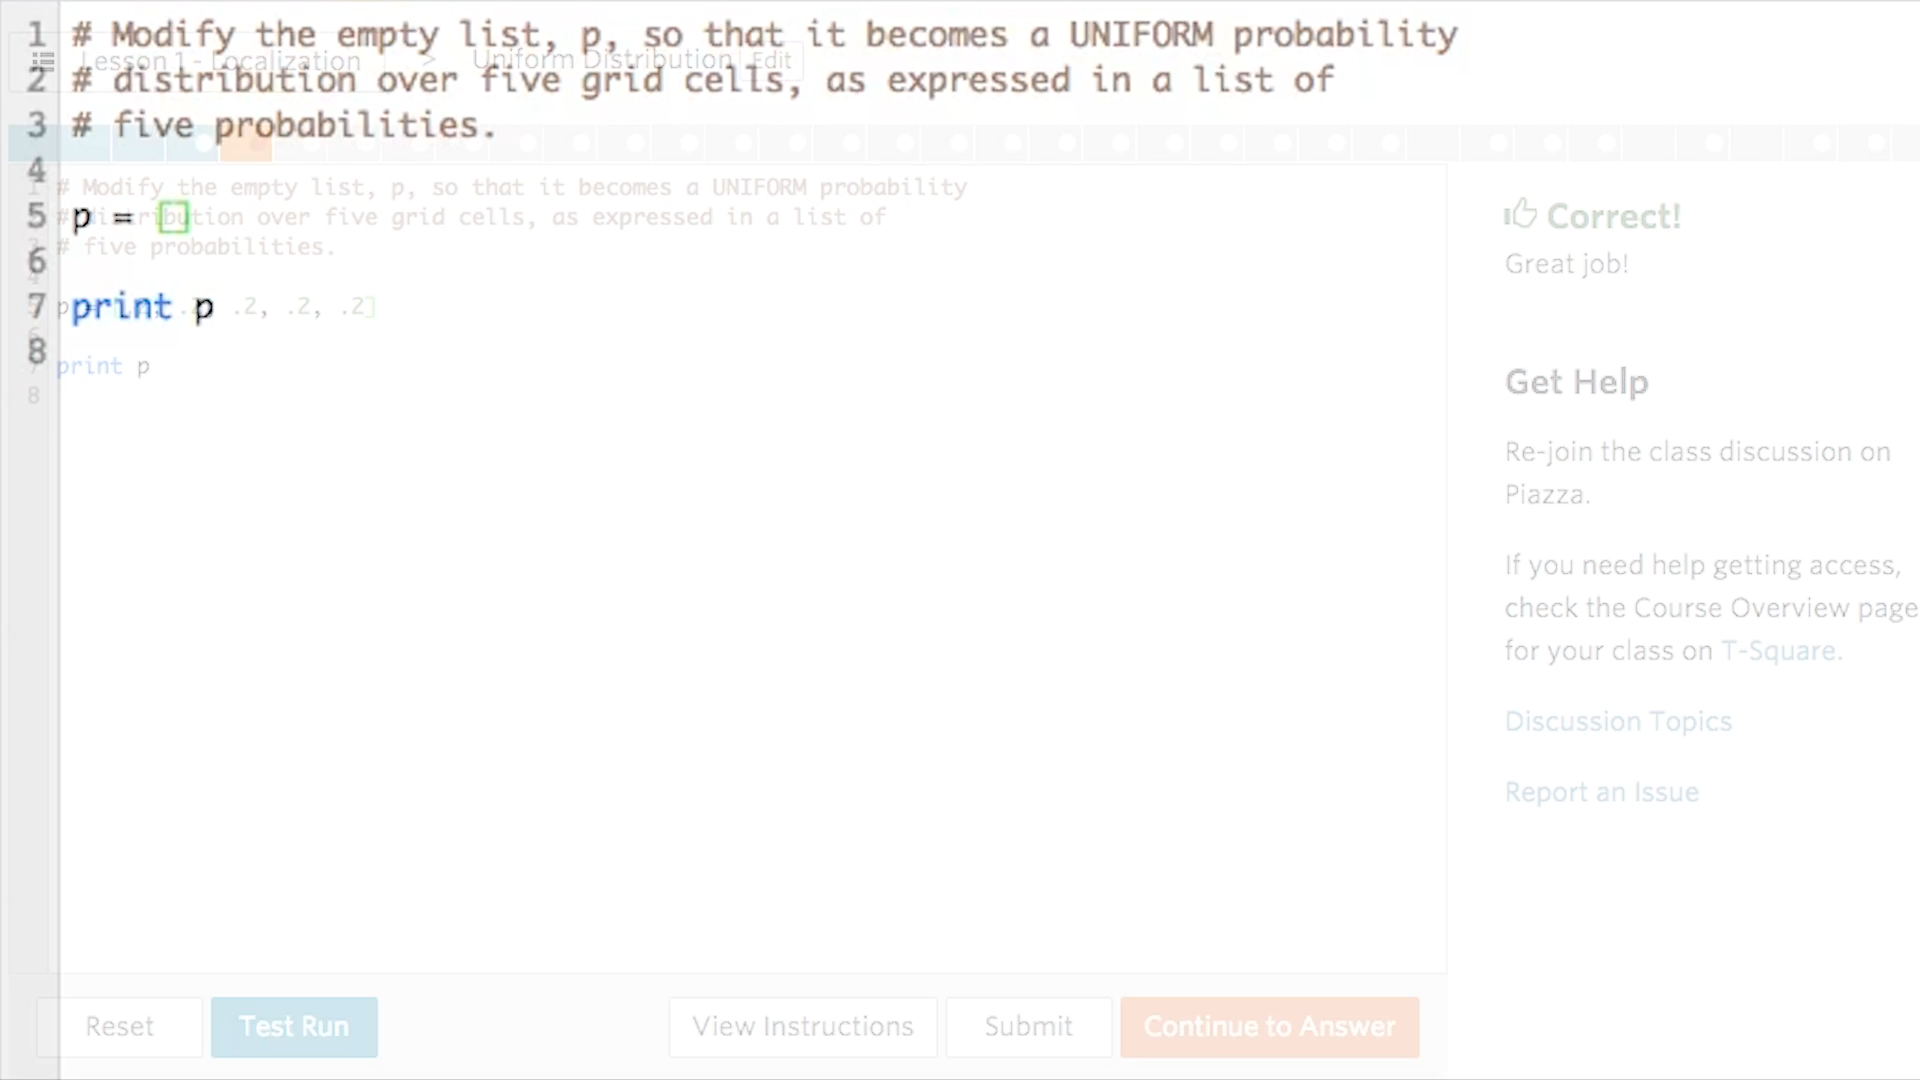 1 # Modify the empty list, p, so that it becomes a UNIFORM probability
2 # distribution over five grid cells, as expressed in a list of
3 # five probabilities.
4
5 p = []
6
7 print p
8
Lesson 1 - Localization > Uniform Distribution Edit
# Modify the empty list, p, so that it becomes a UNIFORM probability
# distribution over five grid cells, as expressed in a list of
# five probabilities.
p .2, .2, .2]
7 print p
8
Correct!
Great job!
Get Help
Re-join the class discussion on
Piazza.
If you need help getting access,
check the Course Overview page
for your class on T-Square.
Discussion Topics
Report an Issue
Reset
Test Run
View Instructions
Submit
Continue to Answer